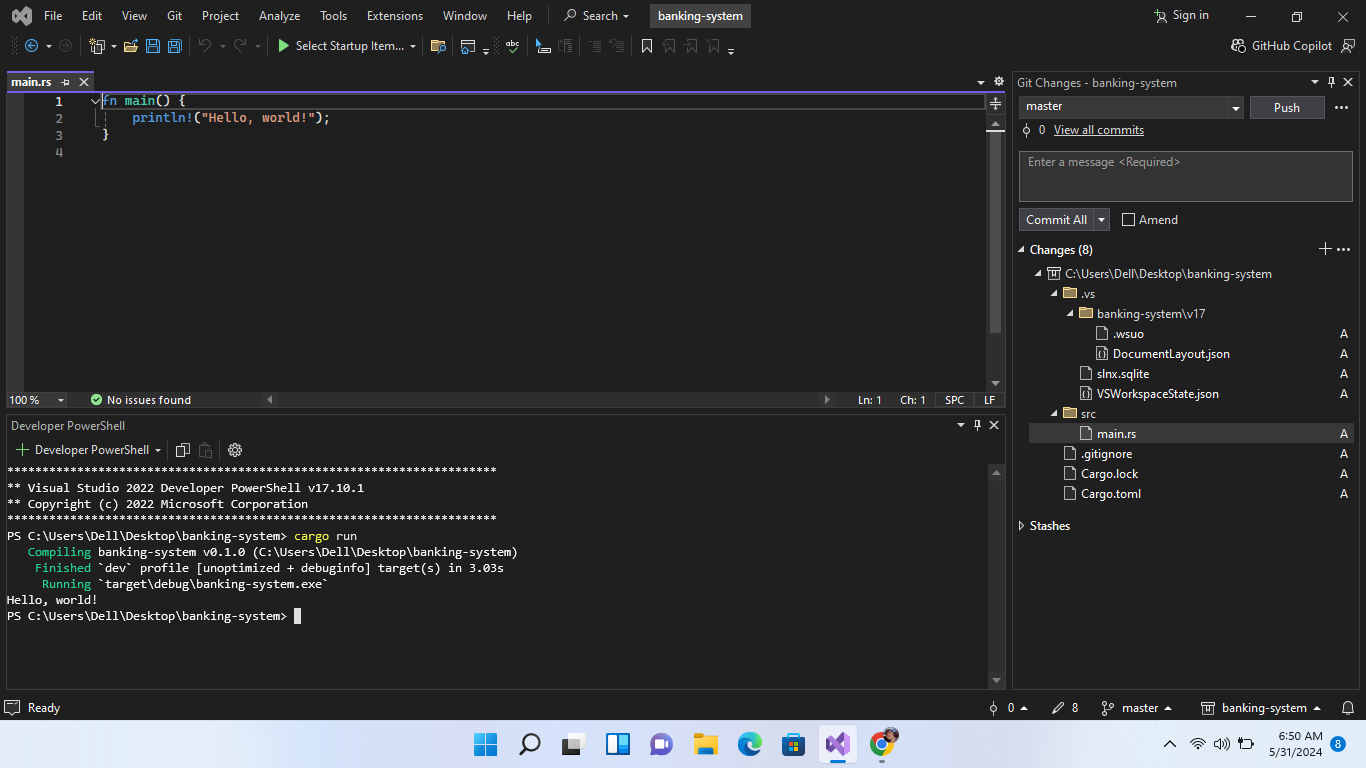 File Edit View Git Project Analyze Tools Extensions Window Help Search banking-system Sign in
Select Startup Item... GitHub Copilot
main.rs
1 fn main() {
2 println!("Hello, world!");
3 }
4
100 % No issues found Ln: 1 Ch: 1 SPC LF
Developer PowerShell
Developer PowerShell
**********************************************************************
** Visual Studio 2022 Developer PowerShell v17.10.1
** Copyright (c) 2022 Microsoft Corporation
**********************************************************************
PS C:\Users\Dell\Desktop\banking-system> cargo run
Compiling banking-system v0.1.0 (C:\Users\Dell\Desktop\banking-system)
Finished `dev` profile [unoptimized + debuginfo] target(s) in 3.03s
Running `target\debug\banking-system.exe`
Hello, world!
PS C:\Users\Dell\Desktop\banking-system>
Git Changes - banking-system
master Push
0 View all commits
Enter a message <Required>
Commit All Amend
Changes (8)
C:\Users\Dell\Desktop\banking-system
.vs
banking-system\v17
.wsuo A
DocumentLayout.json A
slnx.sqlite A
VSWorkspaceState.json A
src
main.rs A
.gitignore A
Cargo.lock A
Cargo.toml A
Stashes
Ready 0 8 master banking-system
6:50 AM
5/31/2024 8